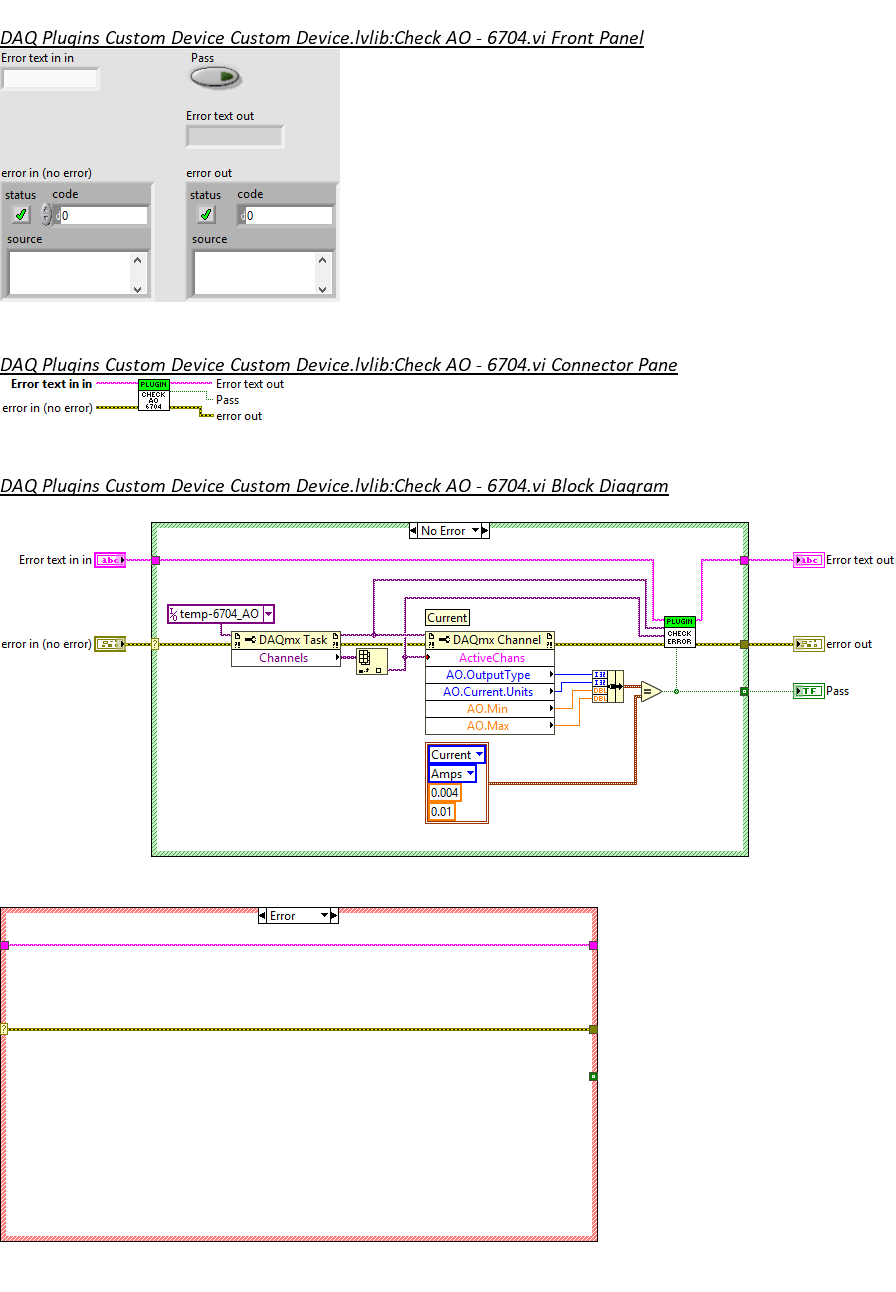 DAQ Plugins Custom Device Custom Device.lvlib:Check AO - 6704.vi Front Panel
Error text in in
Pass
Error text out
error in (no error)
error out
status code
0
status code
0
source
source
DAQ Plugins Custom Device Custom Device.lvlib:Check AO - 6704.vi Connector Pane
Error text in in
PLUGIN
CHECK
AO
6704
Error text out
Pass
error in (no error)
error out
DAQ Plugins Custom Device Custom Device.lvlib:Check AO - 6704.vi Block Diagram
No Error
Error text in in
abc
abc
Error text out
temp-6704_AO
Current
PLUGIN
CHECK
ERROR
error in (no error)
?
DAQmx Task
DAQmx Channel
error out
Channels
ActiveChans
AO.OutputType
AO.Current.Units
AO.Min
AO.Max
I32
I32
DBL
DBL
=
TF
Pass
Current
Amps
0.004
0.01
Error
?